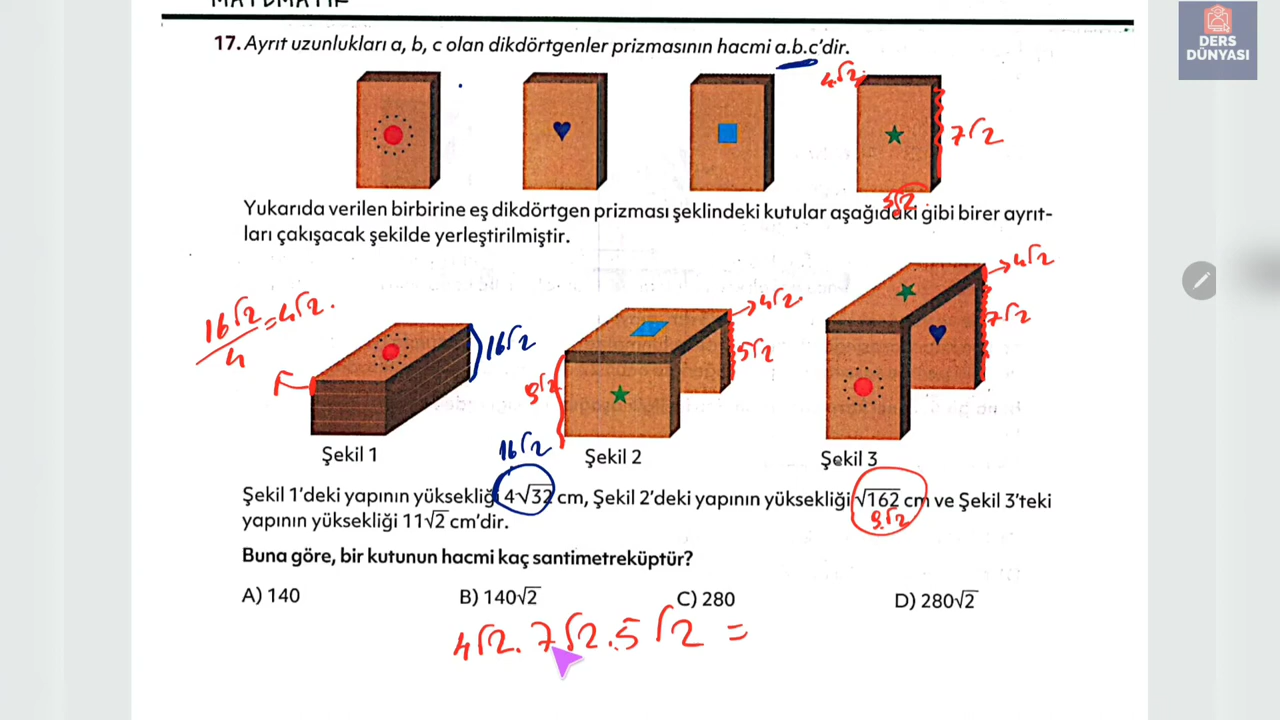 DERS
DÜNYASI
17. Ayrıt uzunlukları a, b, c olan dikdörtgenler prizmasının hacmi a.b.c'dir.
4√2
7√2
5√2
Yukarıda verilen birbirine eş dikdörtgen prizması şeklindeki kutular aşağıdaki gibi birer ayrıt-
ları çakışacak şekilde yerleştirilmiştir.
16√2/4 = 4√2.
16√2
→4√2
5√2
9√2
→4√2
7√2
Şekil 1
Şekil 2
Şekil 3
16√2
Şekil 1'deki yapının yüksekliği 4√32 cm, Şekil 2'deki yapının yüksekliği √162 cm ve Şekil 3'teki
9√2
yapının yüksekliği 11√2 cm'dir.
Buna göre, bir kutunun hacmi kaç santimetreküptür?
A) 140 B) 140√2 C) 280 D) 280√2
4√2 . 7√2 . 5√2 =